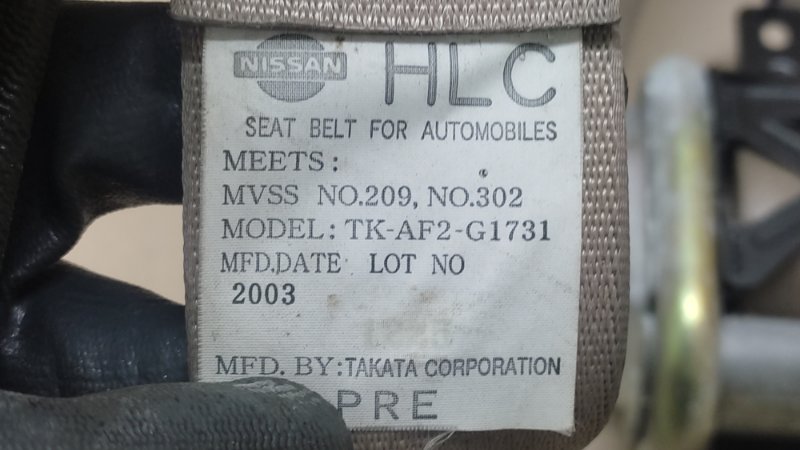 NISSAN HLC
SEAT BELT FOR AUTOMOBILES
MEETS:
MVSS NO.209, NO.302
MODEL: TK-AF2-G1731
MFD.DATE LOT NO
2003
MFD. BY:TAKATA CORPORATION
PRE